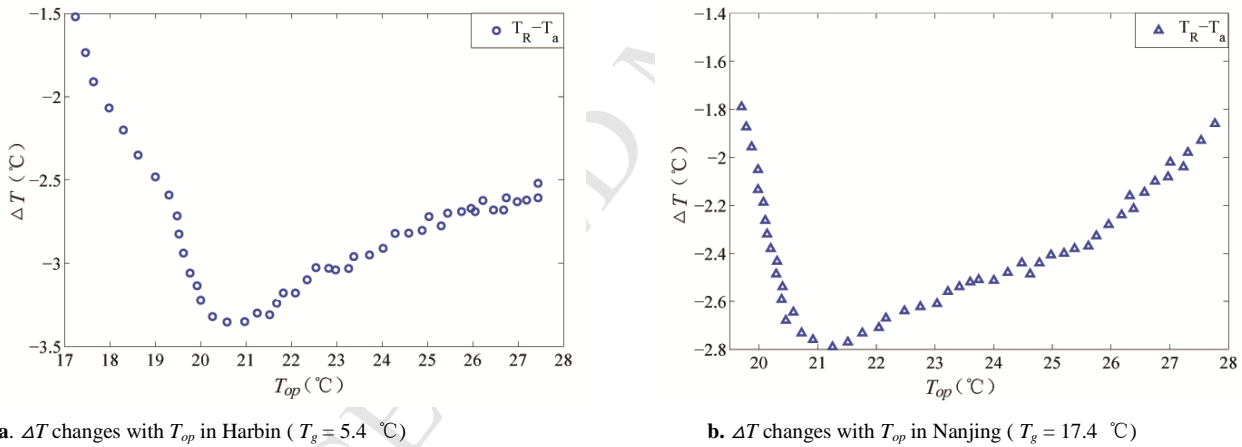 −1.5
−2
−2.5
−3
−3.5
ΔT (℃)
17 18 19 20 21 22 23 24 25 26 27 28
T_op (℃)
T_R−T_a
a. ΔT changes with T_op in Harbin ( T_g = 5.4 ℃)
−1.4
−1.6
−1.8
−2
−2.2
−2.4
−2.6
−2.8
ΔT (℃)
20 21 22 23 24 25 26 27 28
T_op (℃)
T_R−T_a
b. ΔT changes with T_op in Nanjing ( T_g = 17.4 ℃)